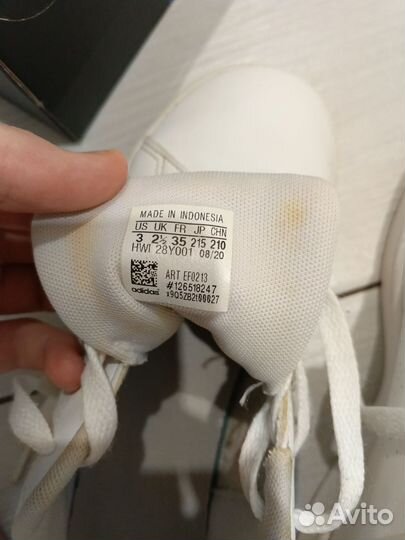 MADE IN INDONESIA
US UK FR JP CHN
3 2½ 35 215 210
HWI 28Y001 08/20
ART EF0213
#126518247
x9Q5ZB2t00027
adidas
Avito